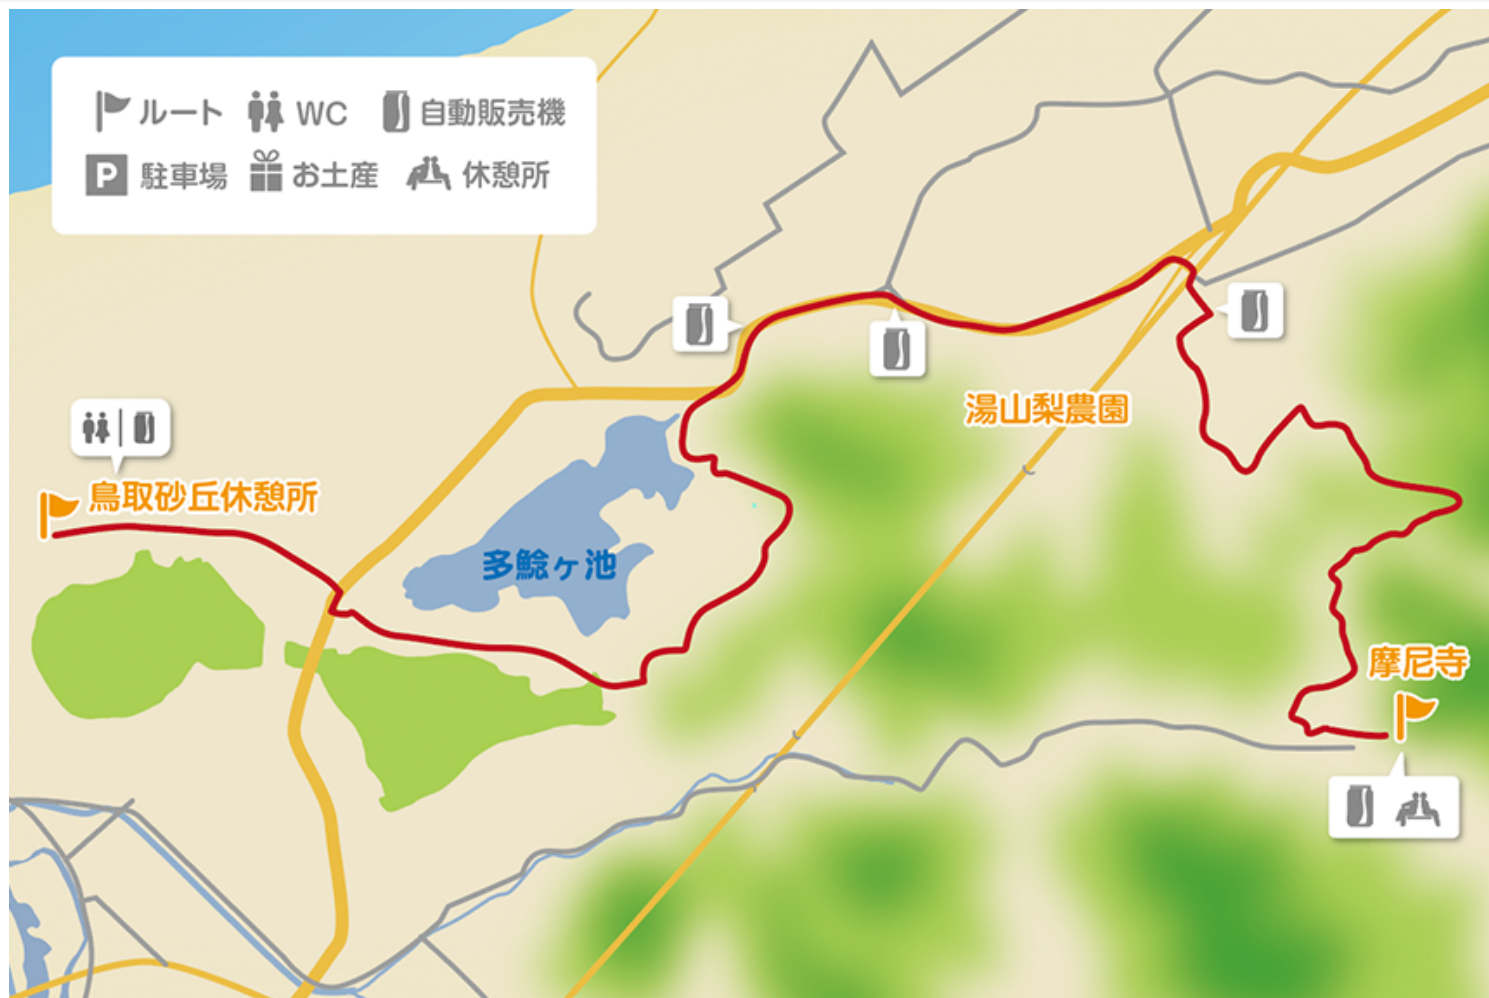 ルート WC 自動販売機
P 駐車場 お土産 休憩所
鳥取砂丘休憩所
湯山梨農園
多鯰ヶ池
摩尼寺